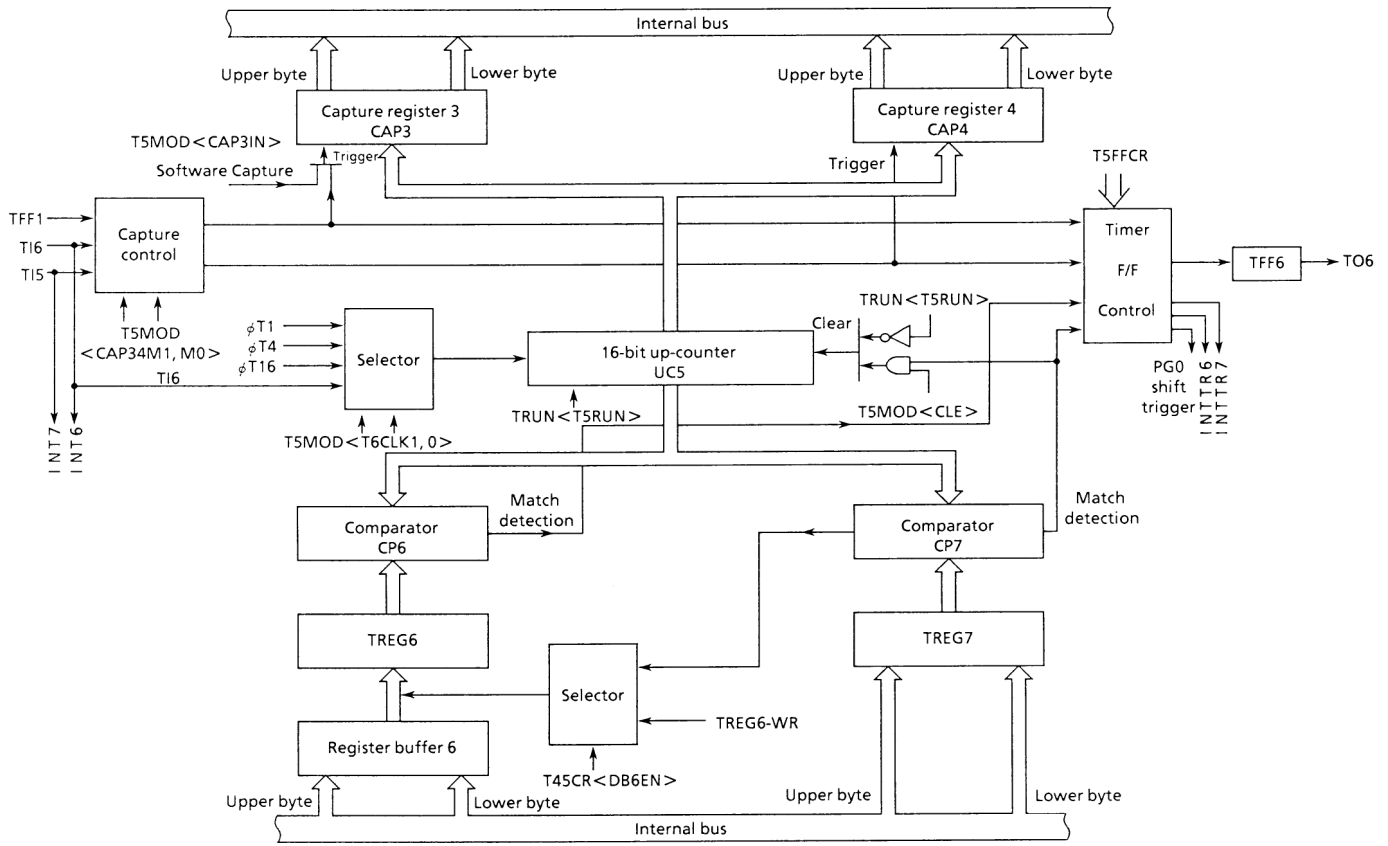 Internal bus
Upper byte
Lower byte
Upper byte
Lower byte
Capture register 3
CAP3
Capture register 4
CAP4
T5MOD<CAP3IN>
Trigger
Software Capture
Trigger
T5FFCR
TFF1
TI6
TI5
Capture
control
Timer
F/F
Control
TFF6
TO6
T5MOD
<CAP34M1, M0>
TI6
φT1
φT4
φT16
Selector
16-bit up-counter
UC5
Clear
TRUN<T5RUN>
T5MOD<CLE>
PG0
shift
trigger
INTTR6
INTTR7
INT7
INT6
T5MOD<T6CLK1, 0>
TRUN<T5RUN>
Comparator
CP6
Match
detection
Comparator
CP7
Match
detection
TREG6
TREG7
Selector
TREG6-WR
Register buffer 6
T45CR<DB6EN>
Upper byte
Lower byte
Upper byte
Lower byte
Internal bus